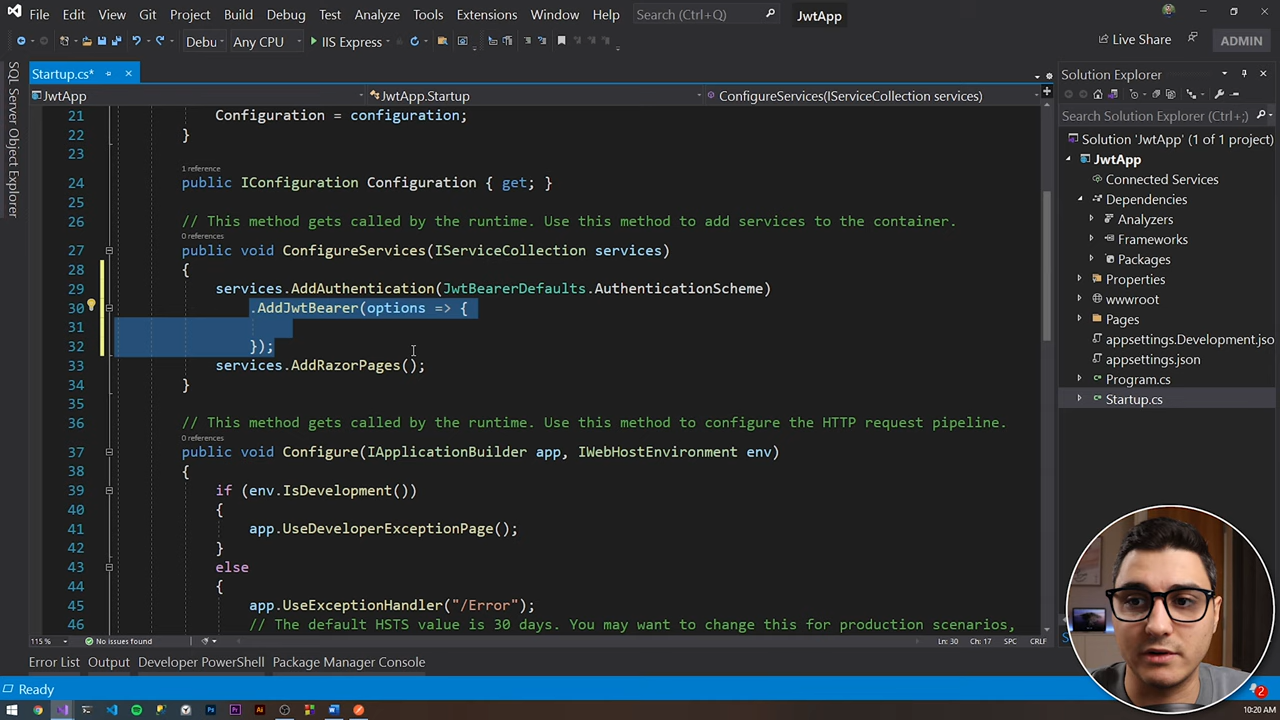 File Edit View Git Project Build Debug Test Analyze Tools Extensions Window Help Search (Ctrl+Q) JwtApp
Debu Any CPU IIS Express Live Share ADMIN
SQL Server Object Explorer
Startup.cs*
JwtApp JwtApp.Startup ConfigureServices(IServiceCollection services)
21 Configuration = configuration;
22 }
23
1 reference
24 public IConfiguration Configuration { get; }
25
26 // This method gets called by the runtime. Use this method to add services to the container.
0 references
27 public void ConfigureServices(IServiceCollection services)
28 {
29 services.AddAuthentication(JwtBearerDefaults.AuthenticationScheme)
30 .AddJwtBearer(options => {
31
32 });
33 services.AddRazorPages();
34 }
35
36 // This method gets called by the runtime. Use this method to configure the HTTP request pipeline.
0 references
37 public void Configure(IApplicationBuilder app, IWebHostEnvironment env)
38 {
39 if (env.IsDevelopment())
40 {
41 app.UseDeveloperExceptionPage();
42 }
43 else
44 {
45 app.UseExceptionHandler("/Error");
46 // The default HSTS value is 30 days. You may want to change this for production scenarios,
115 % No issues found Ln: 30 Ch: 17 SPC CRLF
Solution Explorer
Search Solution Explorer (Ctrl+;)
Solution 'JwtApp' (1 of 1 project)
JwtApp
Connected Services
Dependencies
Analyzers
Frameworks
Packages
Properties
wwwroot
Pages
appsettings.Development.jso
appsettings.json
Program.cs
Startup.cs
Error List Output Developer PowerShell Package Manager Console
Ready 2
10:20 AM